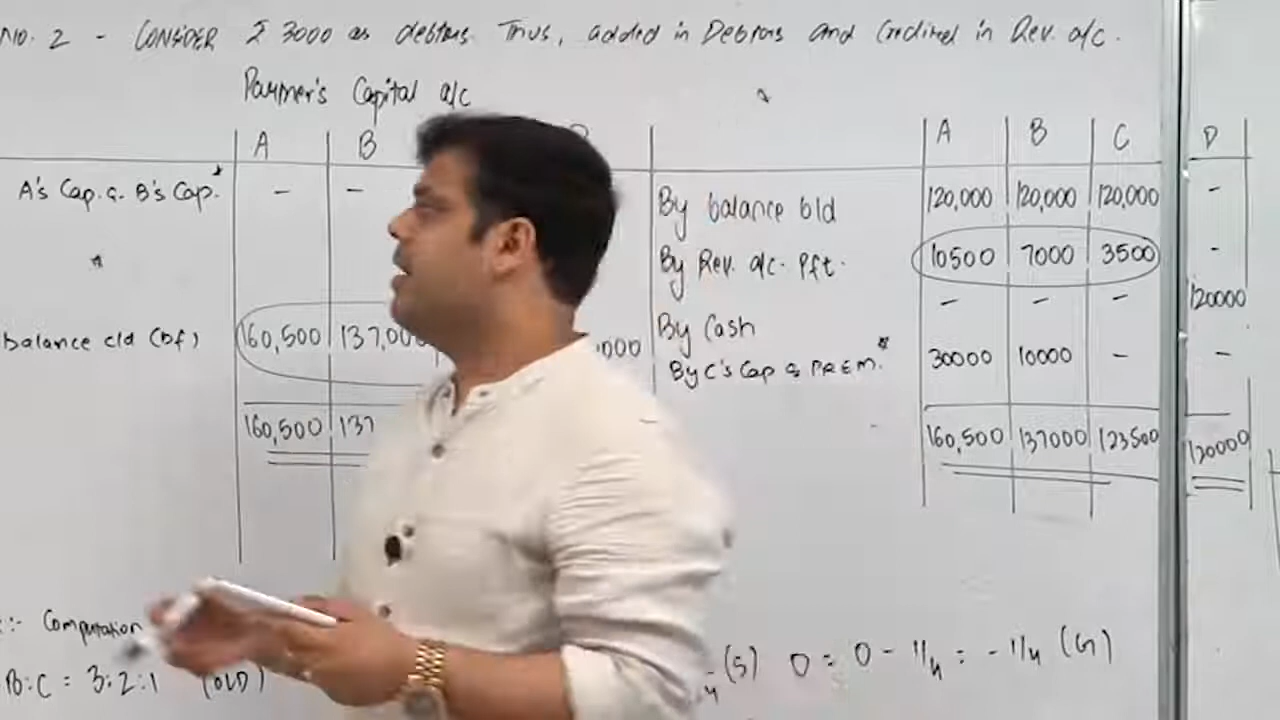 NO. 2 - CONSIDER ₹ 3000 as debtors. Thus, added in Debtors and Credited in Rev. a/c.
Partner's Capital a/c
A B A B C D
A's Cap. & B's Cap.* - - By balance b/d 120,000 120,000 120,000 -
* By Rev. a/c. Pft. 10500 7000 3500 -
By Cash - - - 120000
balance c/d (bf) 160,500 137,000 000 By C's Cap & PREM.* 30000 10000 - -
160,500 137 160,500 137000 123500 120000
:- Computation
B:C = 3:2:1 (OLD)
(S) D = 0 - 1/4 = - 1/4 (G)